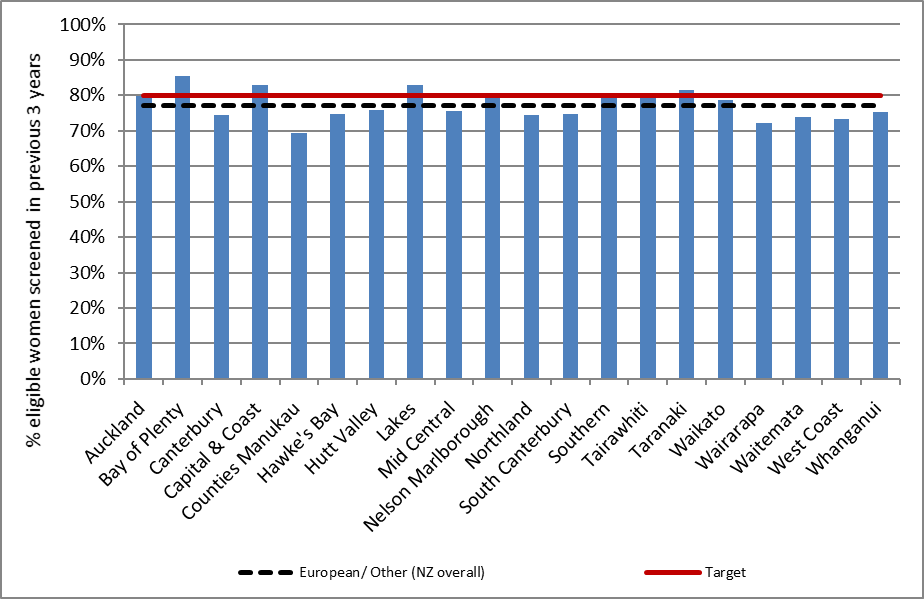 100%
90%
80%
70%
60%
50%
40%
30%
20%
10%
0%
% eligible women screened in previous 3 years
Auckland
Bay of Plenty
Canterbury
Capital & Coast
Counties Manukau
Hawke's Bay
Hutt Valley
Lakes
Mid Central
Nelson Marlborough
Northland
South Canterbury
Southern
Tairawhiti
Taranaki
Waikato
Wairarapa
Waitemata
West Coast
Whanganui
European/ Other (NZ overall)
Target